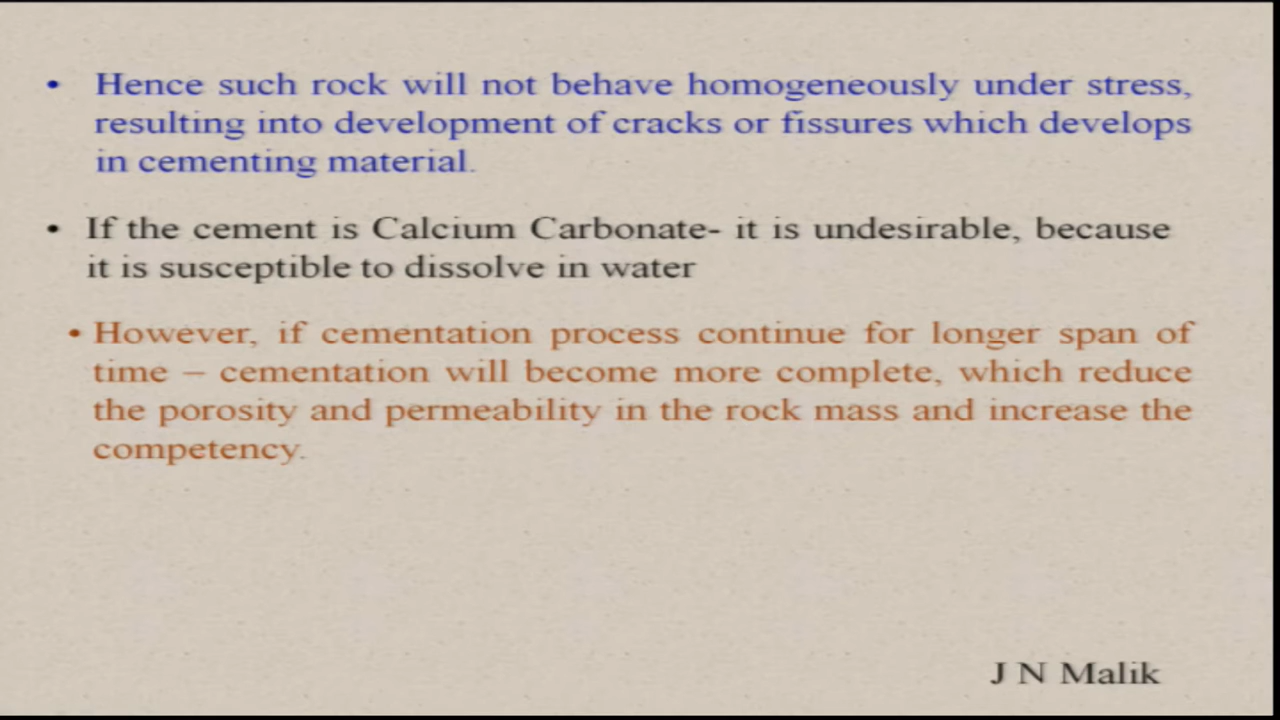 • Hence such rock will not behave homogeneously under stress,
resulting into development of cracks or fissures which develops
in cementing material.
• If the cement is Calcium Carbonate- it is undesirable, because
it is susceptible to dissolve in water
• However, if cementation process continue for longer span of
time – cementation will become more complete, which reduce
the porosity and permeability in the rock mass and increase the
competency.
J N Malik